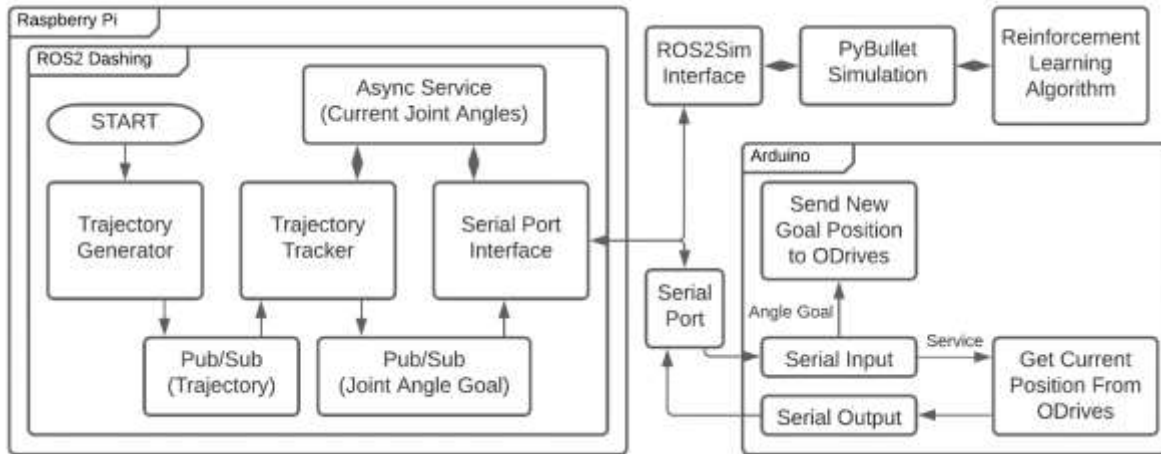 Raspberry Pi
ROS2 Dashing
START
Async Service
(Current Joint Angles)
Trajectory
Generator
Trajectory
Tracker
Serial Port
Interface
Pub/Sub
(Trajectory)
Pub/Sub
(Joint Angle Goal)
ROS2Sim
Interface
PyBullet
Simulation
Reinforcement
Learning
Algorithm
Serial
Port
Arduino
Send New
Goal Position
to ODrives
Angle Goal
Serial Input
Service
Get Current
Position From
ODrives
Serial Output